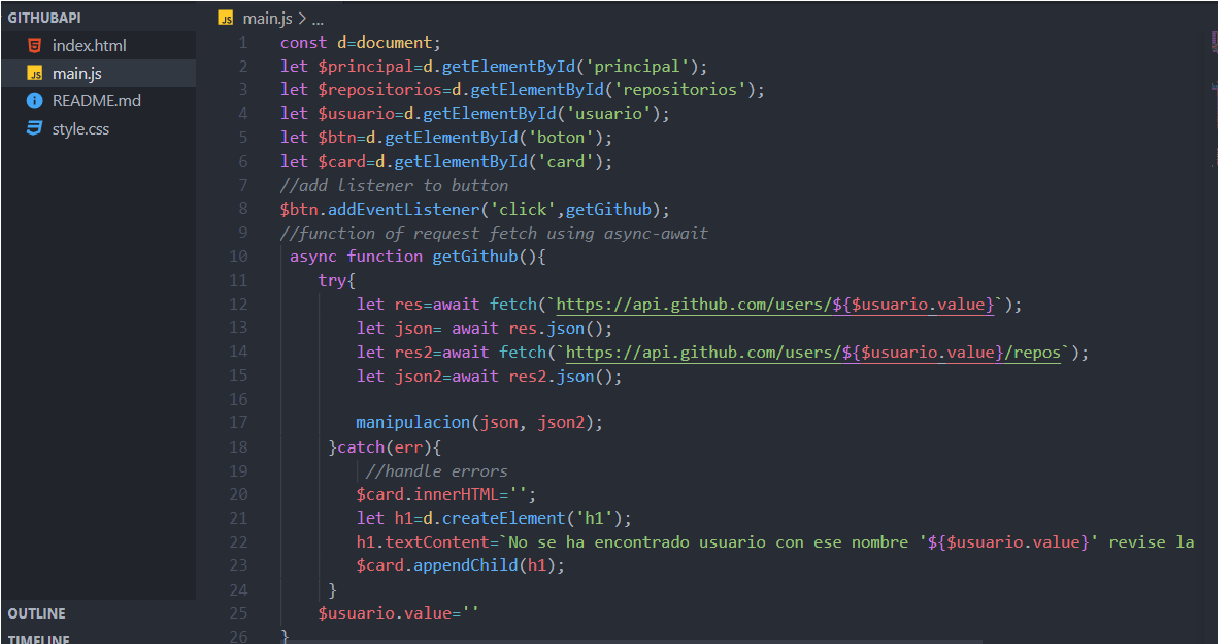 GITHUBAPI
index.html
JS main.js
README.md
style.css
OUTLINE
TIMELINE
JS main.js > ...
1 const d=document;
2 let $principal=d.getElementById('principal');
3 let $repositorios=d.getElementById('repositorios');
4 let $usuario=d.getElementById('usuario');
5 let $btn=d.getElementById('boton');
6 let $card=d.getElementById('card');
7 //add listener to button
8 $btn.addEventListener('click',getGithub);
9 //function of request fetch using async-await
10 async function getGithub(){
11 try{
12 let res=await fetch(`https://api.github.com/users/${$usuario.value}`);
13 let json= await res.json();
14 let res2=await fetch(`https://api.github.com/users/${$usuario.value}/repos`);
15 let json2=await res2.json();
16
17 manipulacion(json, json2);
18 }catch(err){
19 //handle errors
20 $card.innerHTML='';
21 let h1=d.createElement('h1');
22 h1.textContent=`No se ha encontrado usuario con ese nombre '${$usuario.value}' revise la
23 $card.appendChild(h1);
24 }
25 $usuario.value=''
26 }